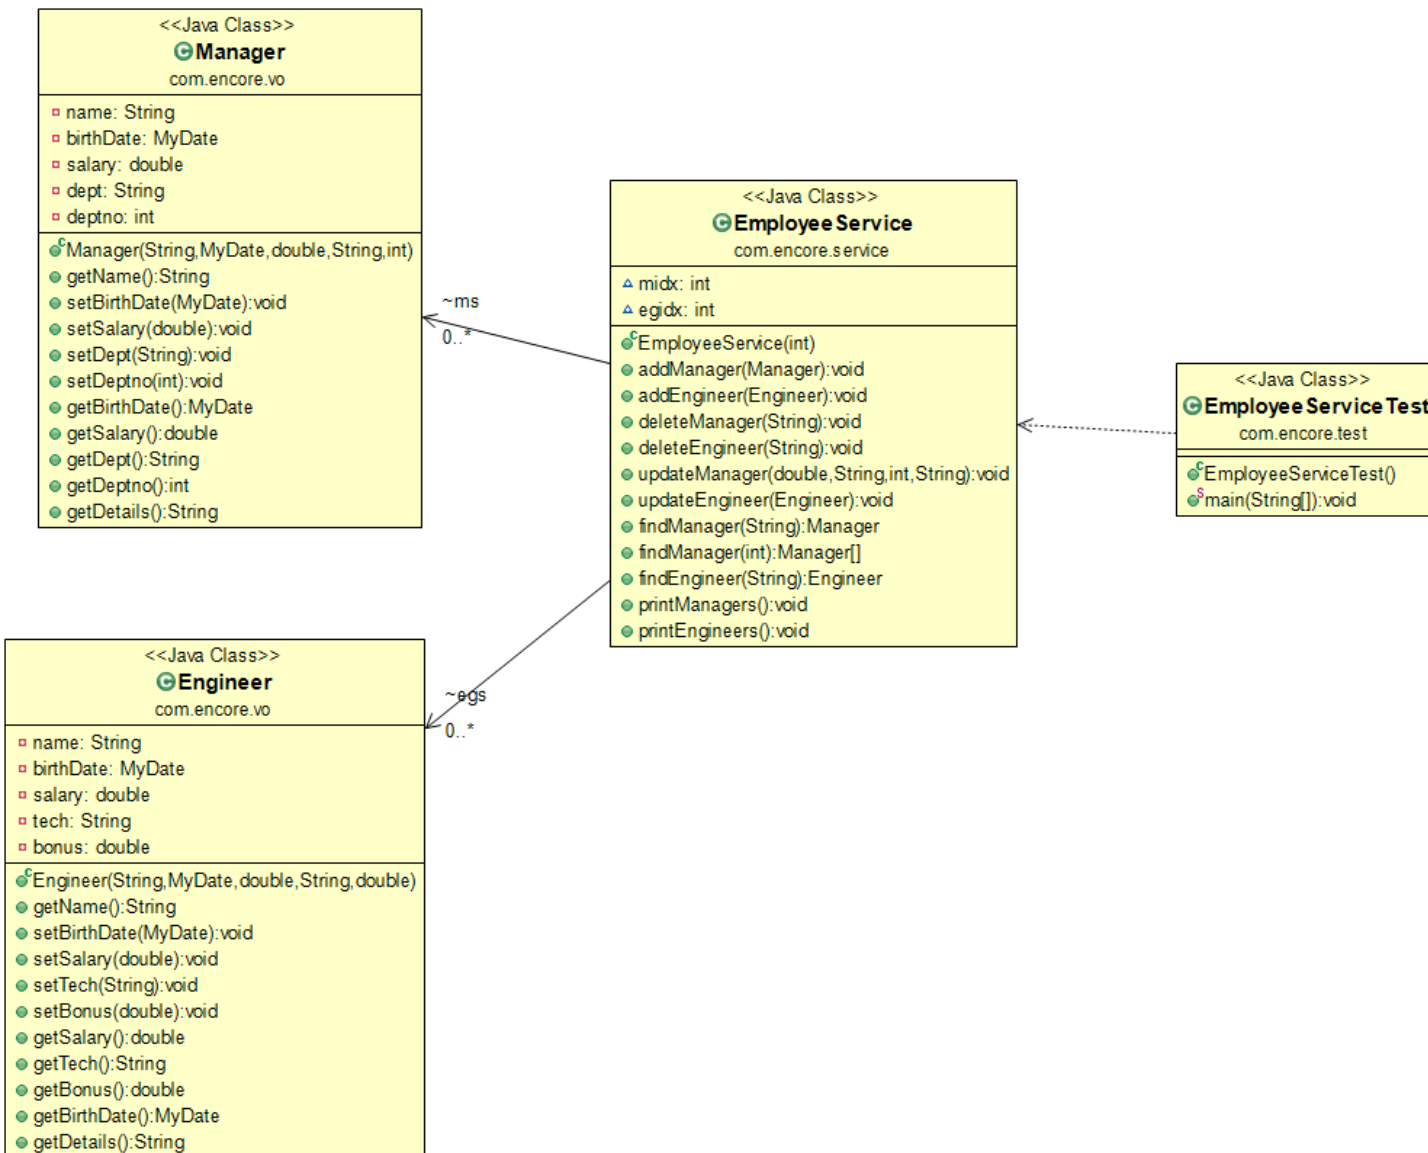 <<Java Class>>
Manager
com.encore.vo
name: String
birthDate: MyDate
salary: double
dept: String
deptno: int
Manager(String,MyDate,double,String,int)
getName():String
setBirthDate(MyDate):void
setSalary(double):void
setDept(String):void
setDeptno(int):void
getBirthDate():MyDate
getSalary():double
getDept():String
getDeptno():int
getDetails():String
~ms
0..*
<<Java Class>>
EmployeeService
com.encore.service
midx: int
egidx: int
EmployeeService(int)
addManager(Manager):void
addEngineer(Engineer):void
deleteManager(String):void
deleteEngineer(String):void
updateManager(double,String,int,String):void
updateEngineer(Engineer):void
findManager(String):Manager
findManager(int):Manager[]
findEngineer(String):Engineer
printManagers():void
printEngineers():void
<<Java Class>>
EmployeeServiceTest
com.encore.test
EmployeeServiceTest()
main(String[]):void
~egs
0..*
<<Java Class>>
Engineer
com.encore.vo
name: String
birthDate: MyDate
salary: double
tech: String
bonus: double
Engineer(String,MyDate,double,String,double)
getName():String
setBirthDate(MyDate):void
setSalary(double):void
setTech(String):void
setBonus(double):void
getSalary():double
getTech():String
getBonus():double
getBirthDate():MyDate
getDetails():String